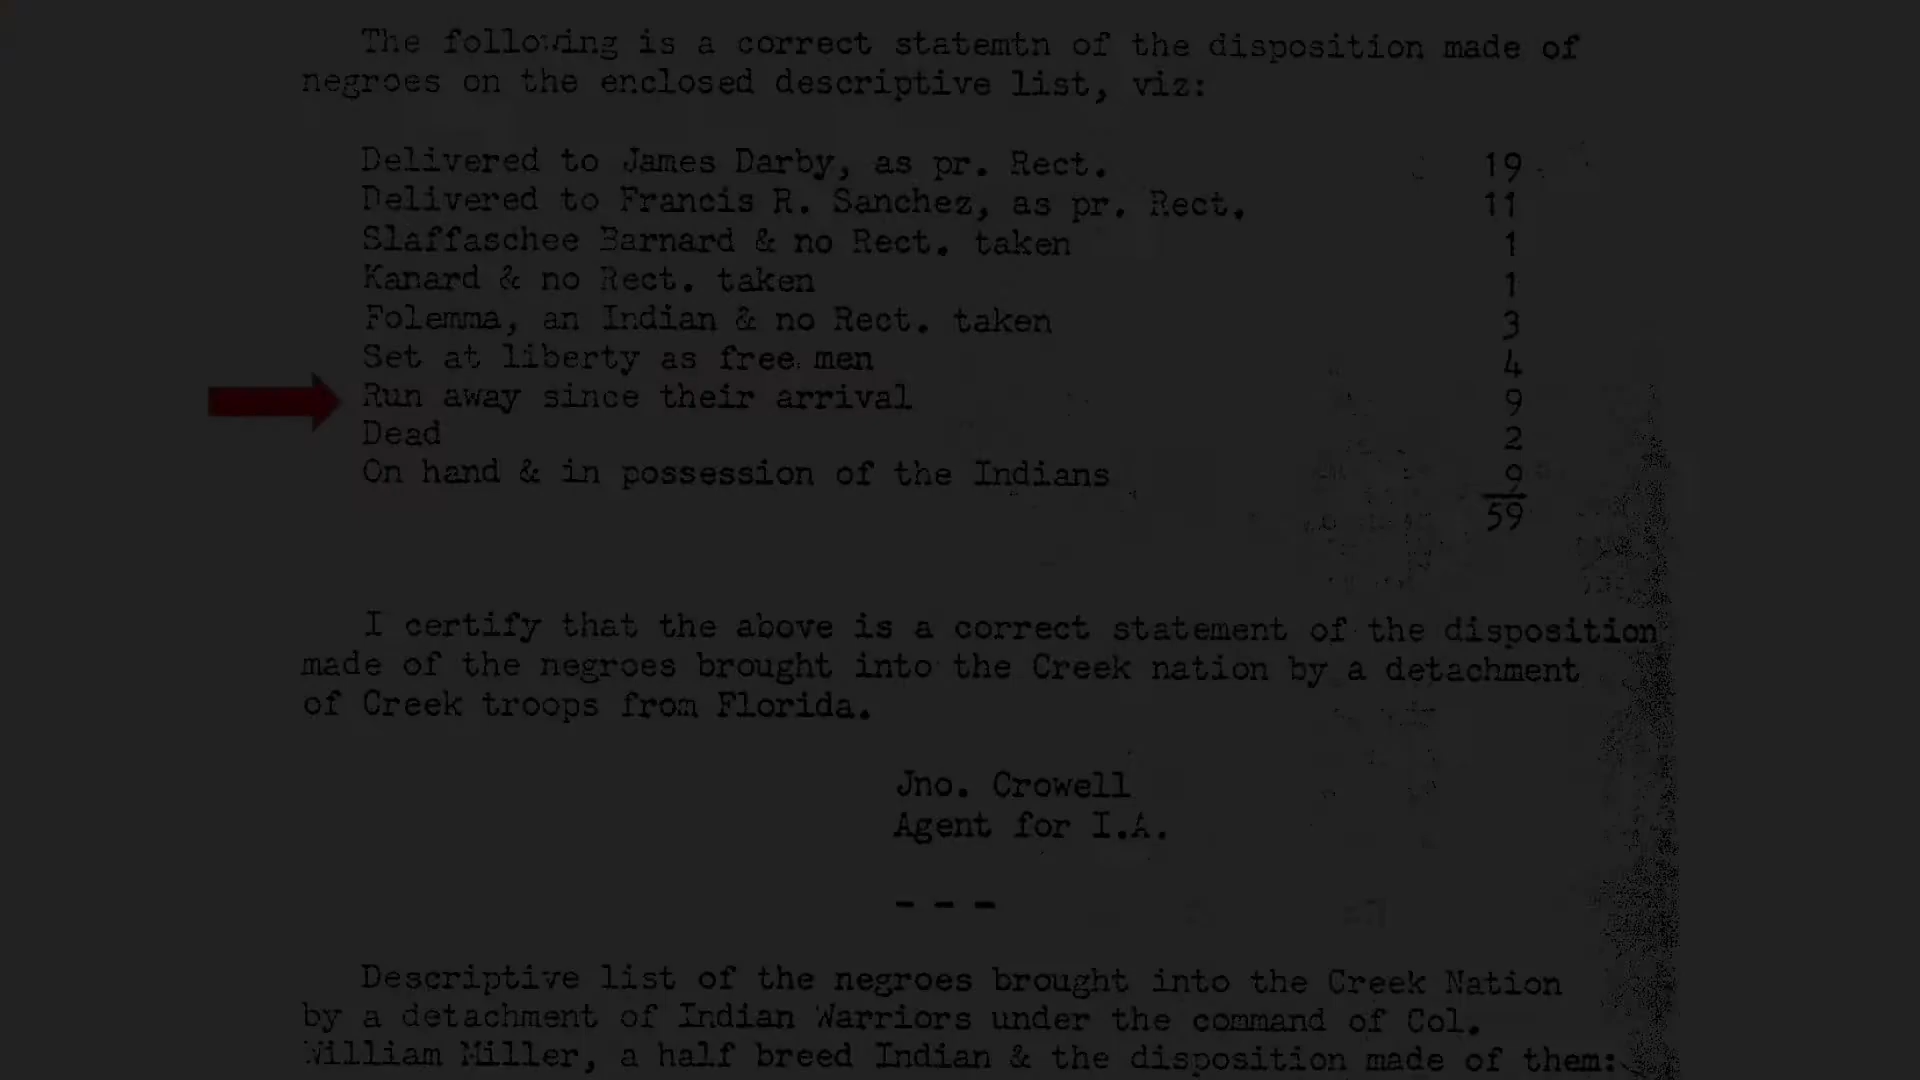 The following is a correct statemtn of the disposition made of
negroes on the enclosed descriptive list, viz:
Delivered to James Darby, as pr. Rect. 19
Delivered to Francis R. Sanchez, as pr. Rect. 11
Slaffaschee Barnard & no Rect. taken 1
Kanard & no Rect. taken 1
Folemma, an Indian & no Rect. taken 3
Set at liberty as free men 4
Run away since their arrival 9
Dead 2
On hand & in possession of the Indians 9
59
I certify that the above is a correct statement of the disposition
made of the negroes brought into the Creek nation by a detachment
of Creek troops from Florida.
Jno. Crowell
Agent for I.A.
- - -
Descriptive list of the negroes brought into the Creek Nation
by a detachment of Indian Warriors under the command of Col.
William Miller, a half breed Indian & the disposition made of them: